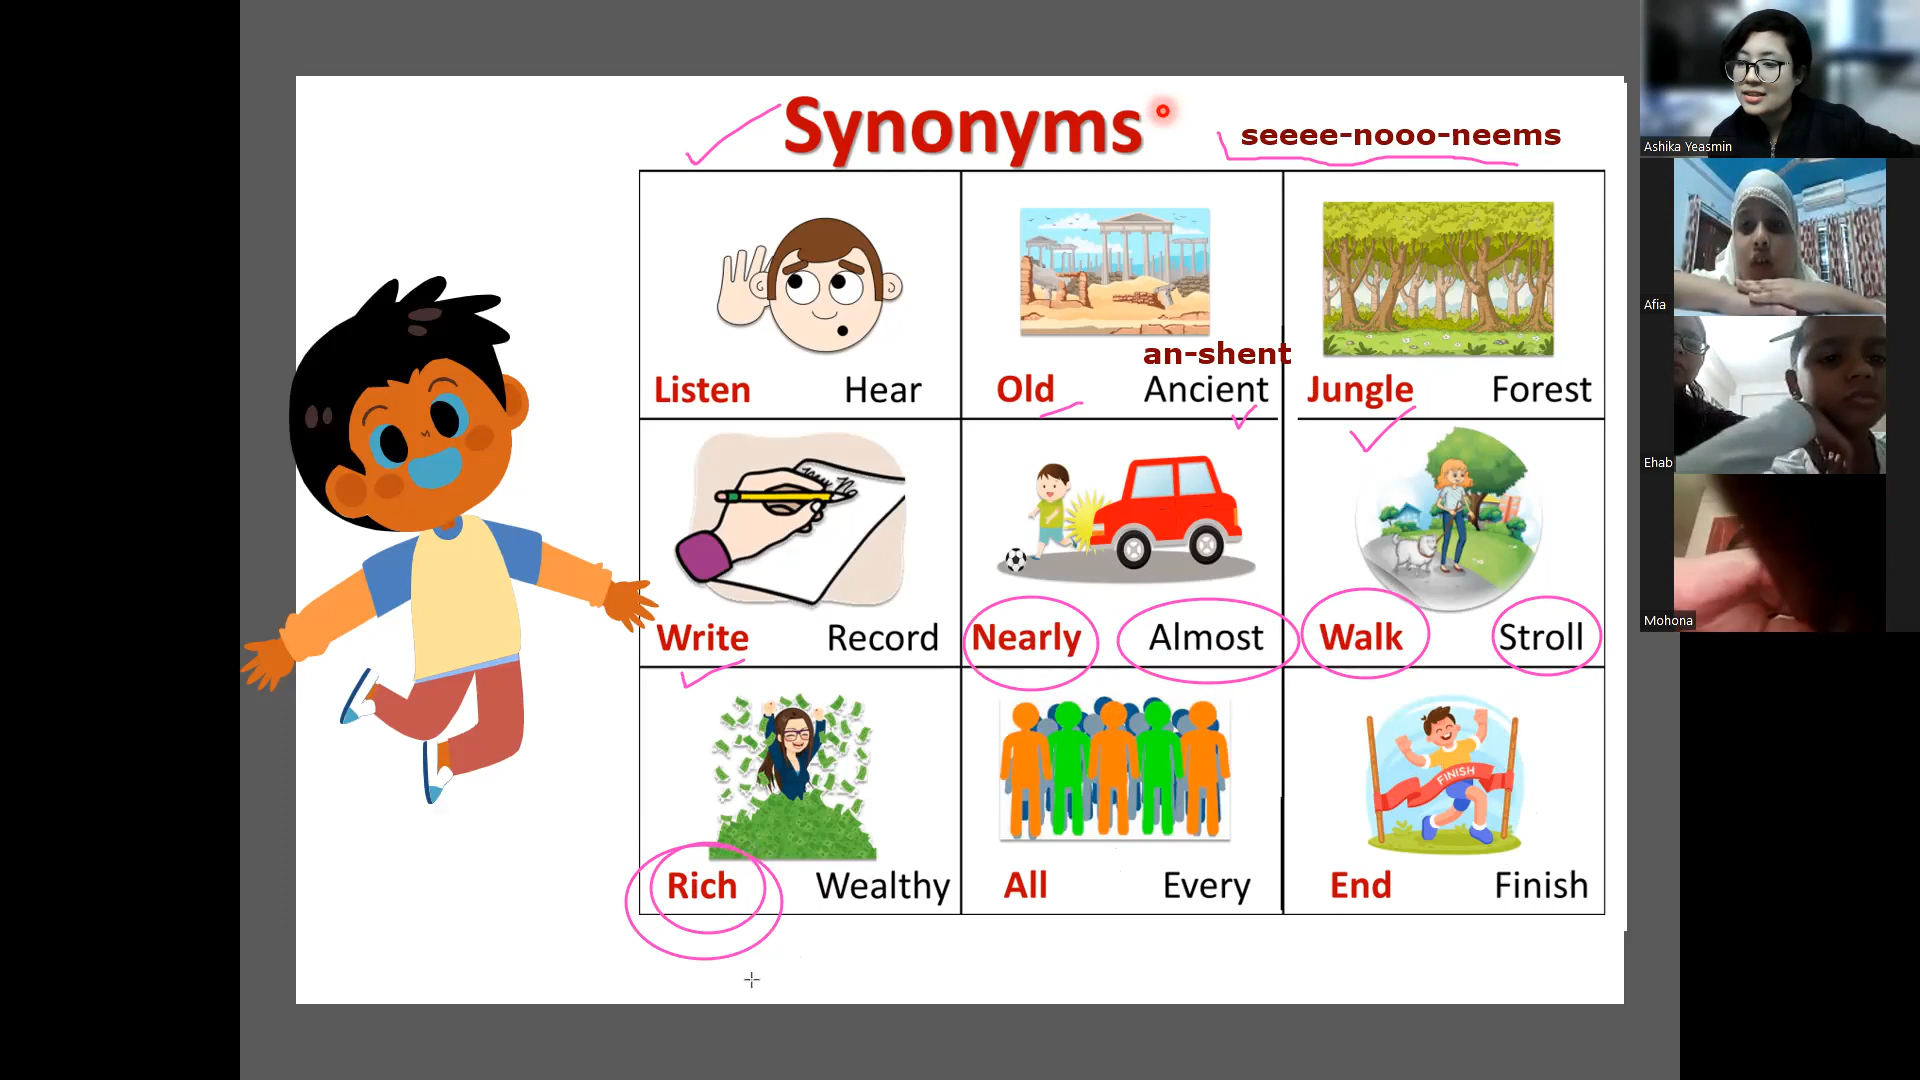 Synonyms
seeee-nooo-neems
Ashika Yeasmin
Afia
an-shent
Listen Hear Old Ancient Jungle Forest
Ehab
Mohona
Write Record Nearly Almost Walk Stroll
FINISH
Rich Wealthy All Every End Finish